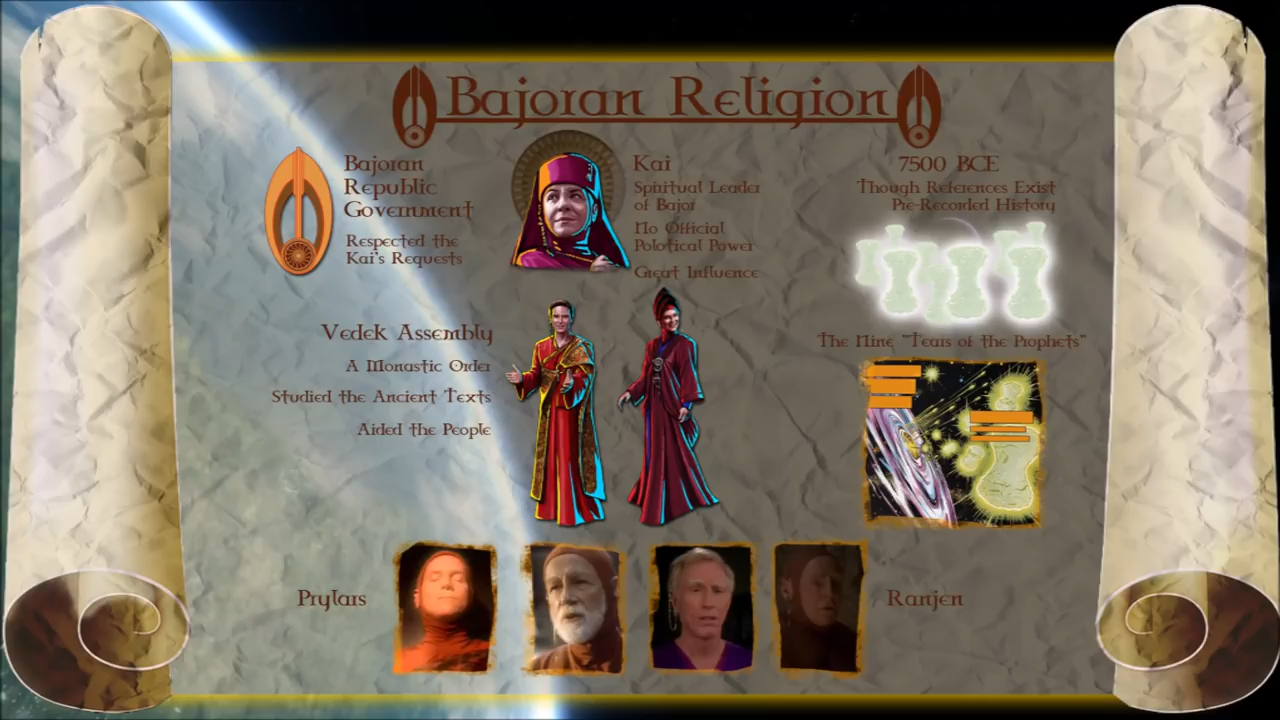 Bajoran Religion
Bajoran
Republic
Government
Respected the
Kai's Requests
Kai
Spiritual Leader
of Bajor
No Official
Polotical Power
Great Influence
7500 BCE
Though References Exist
Pre-Recorded History
The Nine "Tears of the Prophets"
Vedek Assembly
A Monastic Order
Studied the Ancient Texts
Aided the People
Prylars
Ranjen